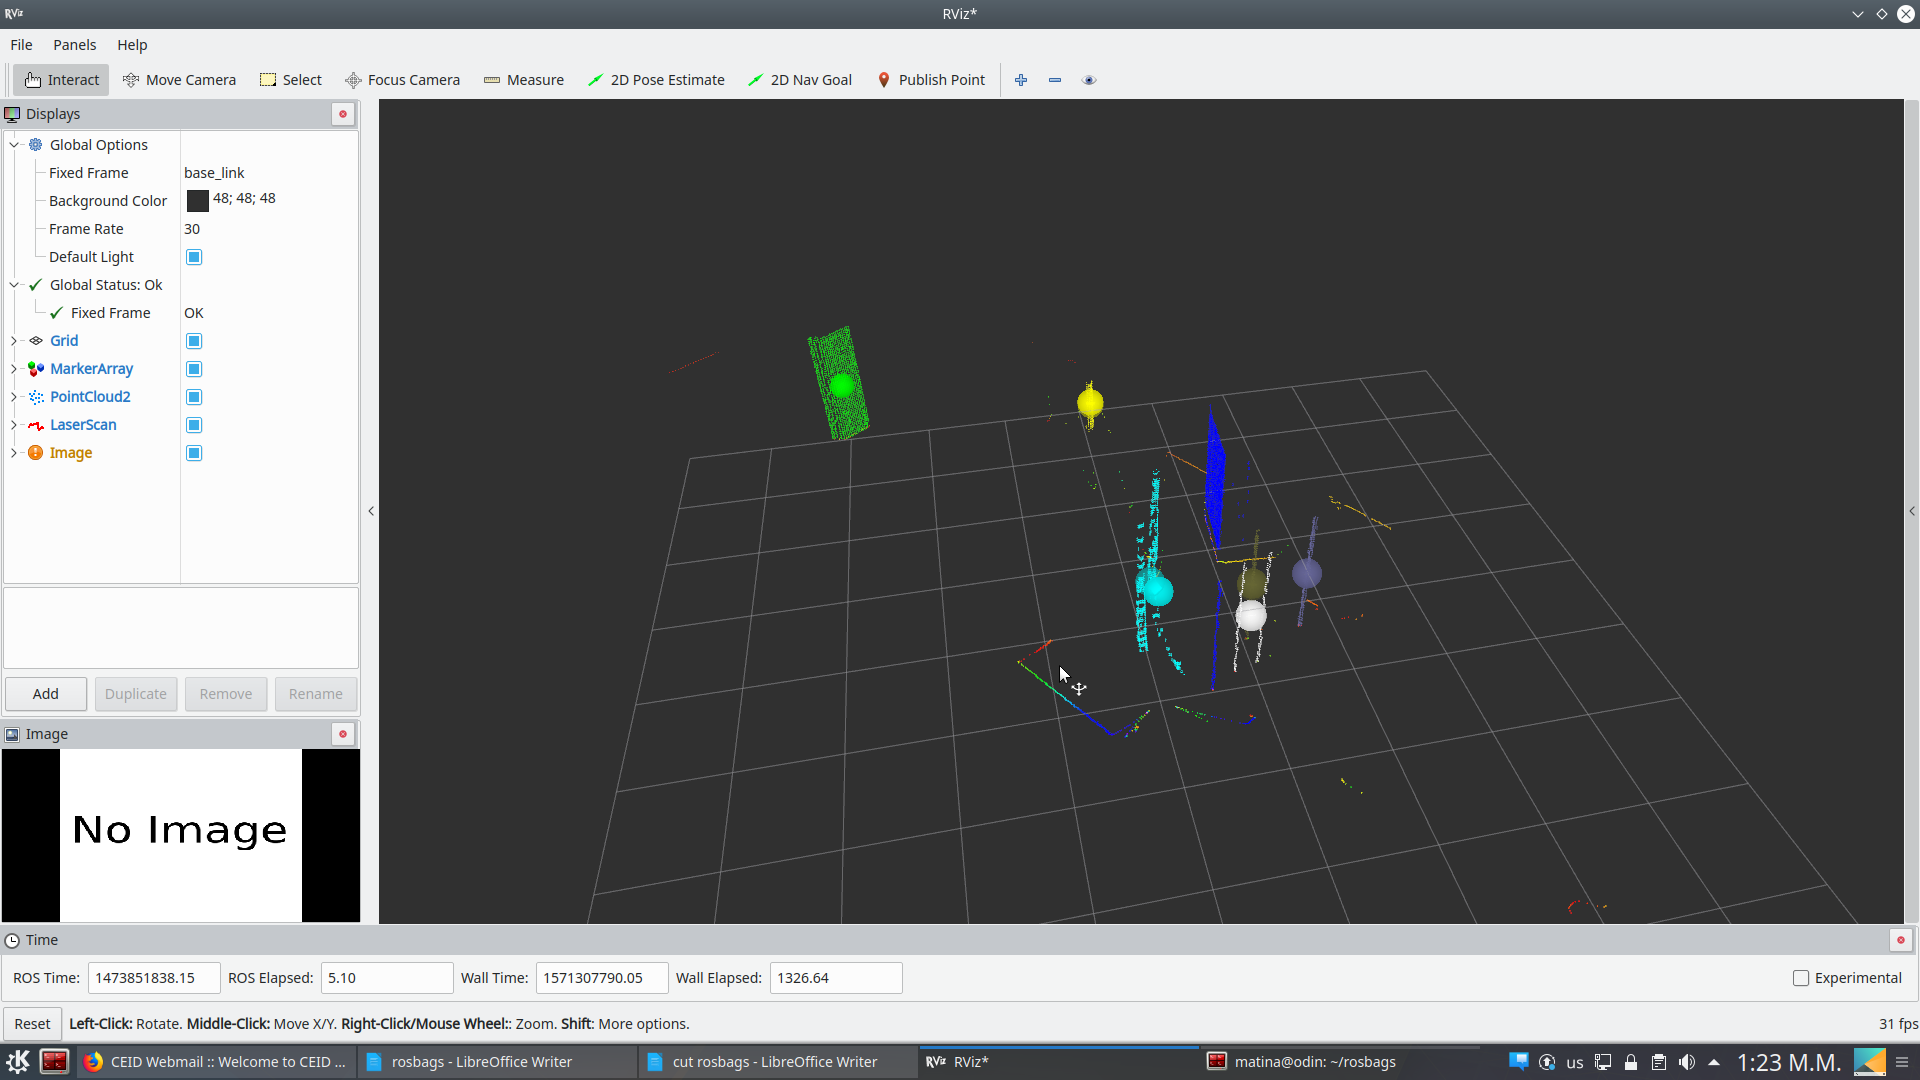 RViz RViz*
File Panels Help
Interact Move Camera Select Focus Camera Measure 2D Pose Estimate 2D Nav Goal Publish Point
Displays
Global Options
Fixed Frame base_link
Background Color 48; 48; 48
Frame Rate 30
Default Light
Global Status: Ok
Fixed Frame OK
Grid
MarkerArray
PointCloud2
LaserScan
Image
Add Duplicate Remove Rename
Image
No Image
Time
ROS Time: 1473851838.15 ROS Elapsed: 5.10 Wall Time: 1571307790.05 Wall Elapsed: 1326.64 Experimental
Reset Left-Click: Rotate. Middle-Click: Move X/Y. Right-Click/Mouse Wheel:: Zoom. Shift: More options. 31 fps
CEID Webmail :: Welcome to CEID ... rosbags - LibreOffice Writer cut rosbags - LibreOffice Writer RViz RViz* matina@odin: ~/rosbags us 1:23 M.M.